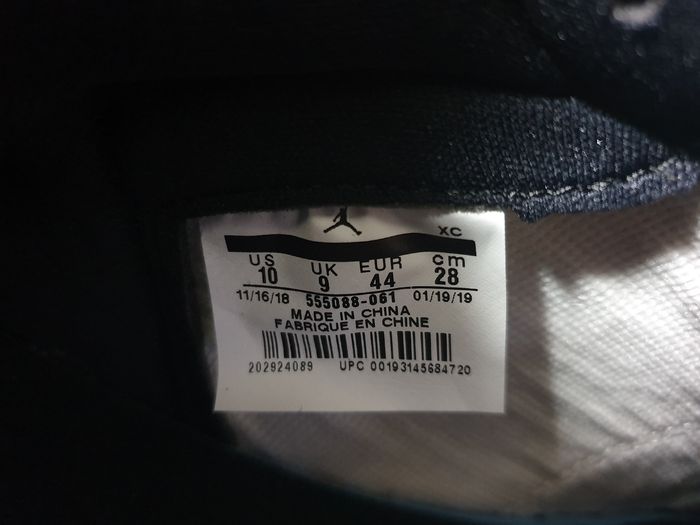 XC
US UK EUR cm
10 9 44 28
11/16/18 555088-061 01/19/19
MADE IN CHINA
FABRIQUE EN CHINE
202924089 UPC 00193145684720